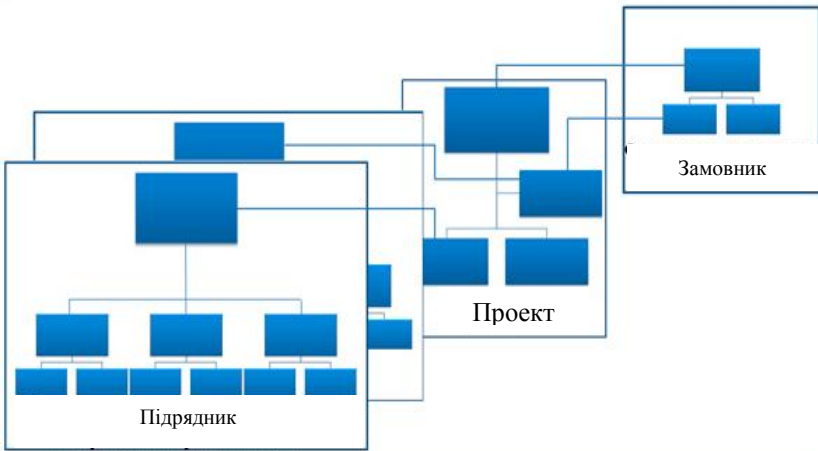 Замовник
Проект
Підрядник